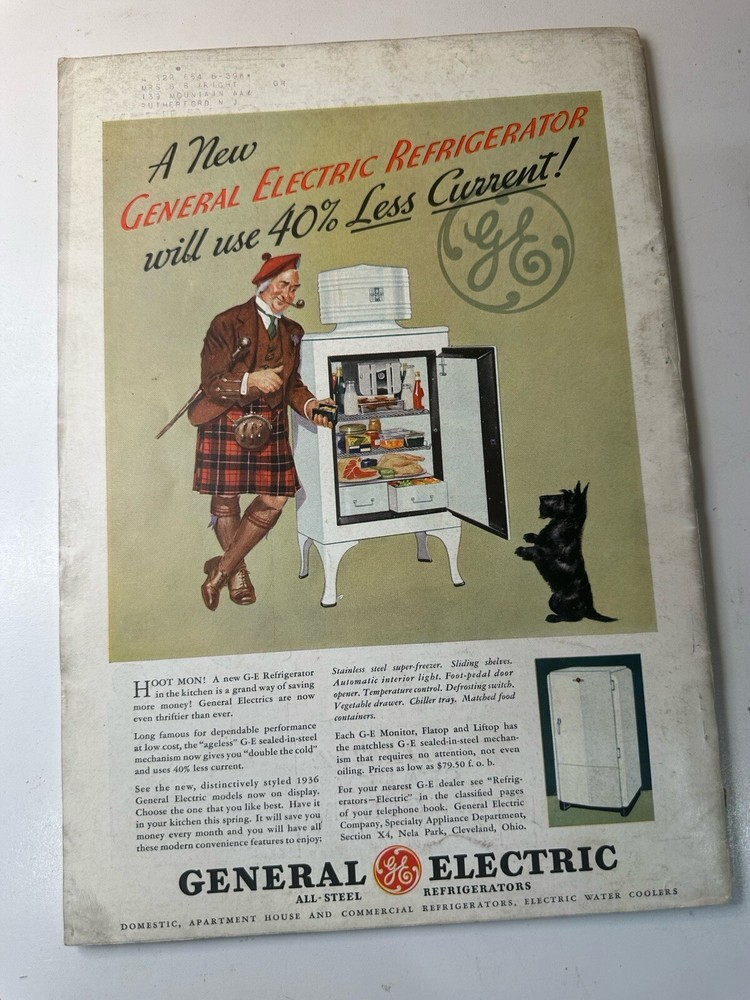 MRS
RUTHERFORD N J
A New
GENERAL ELECTRIC REFRIGERATOR
will use 40% Less Current!
GE
HOOT MON! A new G-E Refrigerator
in the kitchen is a grand way of saving
more money! General Electrics are now
even thriftier than ever.
Long famous for dependable performance
at low cost, the "ageless" G-E sealed-in-steel
mechanism now gives you "double the cold"
and uses 40% less current.
See the new, distinctively styled 1936
General Electric models now on display.
Choose the one that you like best. Have it
in your kitchen this spring. It will save you
money every month and you will have all
these modern convenience features to enjoy:
Stainless steel super-freezer. Sliding shelves.
Automatic interior light. Foot-pedal door
opener. Temperature control. Defrosting switch.
Vegetable drawer. Chiller tray. Matched food
containers.
Each G-E Monitor, Flatop and Liftop has
the matchless G-E sealed-in-steel mechan-
ism that requires no attention, not even
oiling. Prices as low as $79.50 f. o. b.
For your nearest G-E dealer see "Refrig-
erators—Electric" in the classified pages
of your telephone book. General Electric
Company, Specialty Appliance Department,
Section X4, Nela Park, Cleveland, Ohio.
GENERAL GE ELECTRIC
ALL-STEEL REFRIGERATORS
DOMESTIC, APARTMENT HOUSE AND COMMERCIAL REFRIGERATORS, ELECTRIC WATER COOLERS